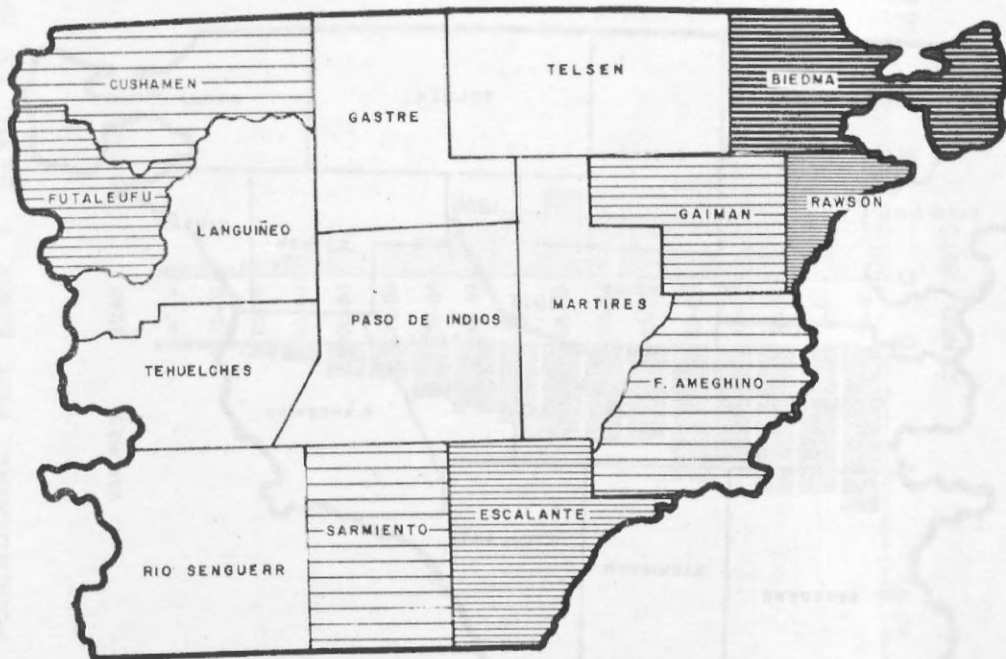 CUSHAMEN
TELSEN
BIEDMA
GASTRE
FUTALEUFU
LANGUIÑEO
GAIMAN
RAWSON
PASO DE INDIOS
MARTIRES
TEHUELCHES
F. AMEGHINO
ESCALANTE
SARMIENTO
RIO SENGUERR